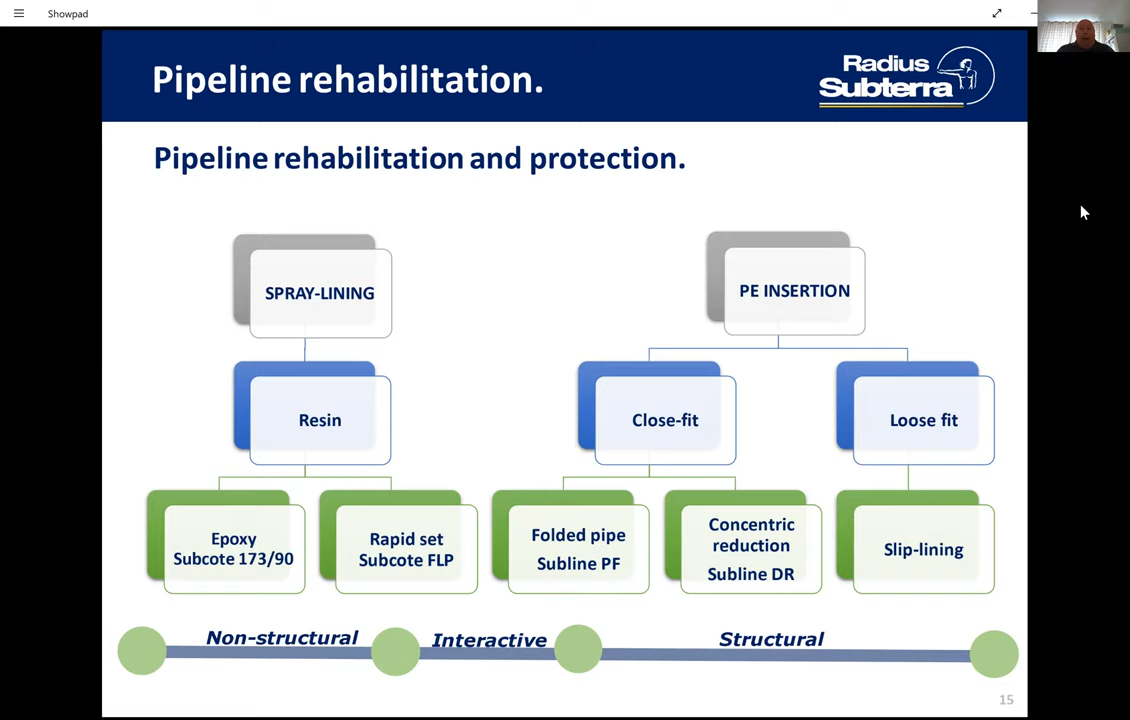 Showpad
Pipeline rehabilitation.
Radius
Subterra
Pipeline rehabilitation and protection.
SPRAY-LINING
PE INSERTION
Resin
Close-fit
Loose fit
Epoxy
Subcote 173/90
Rapid set
Subcote FLP
Folded pipe
Subline PF
Concentric
reduction
Subline DR
Slip-lining
Non-structural
Interactive
Structural
15